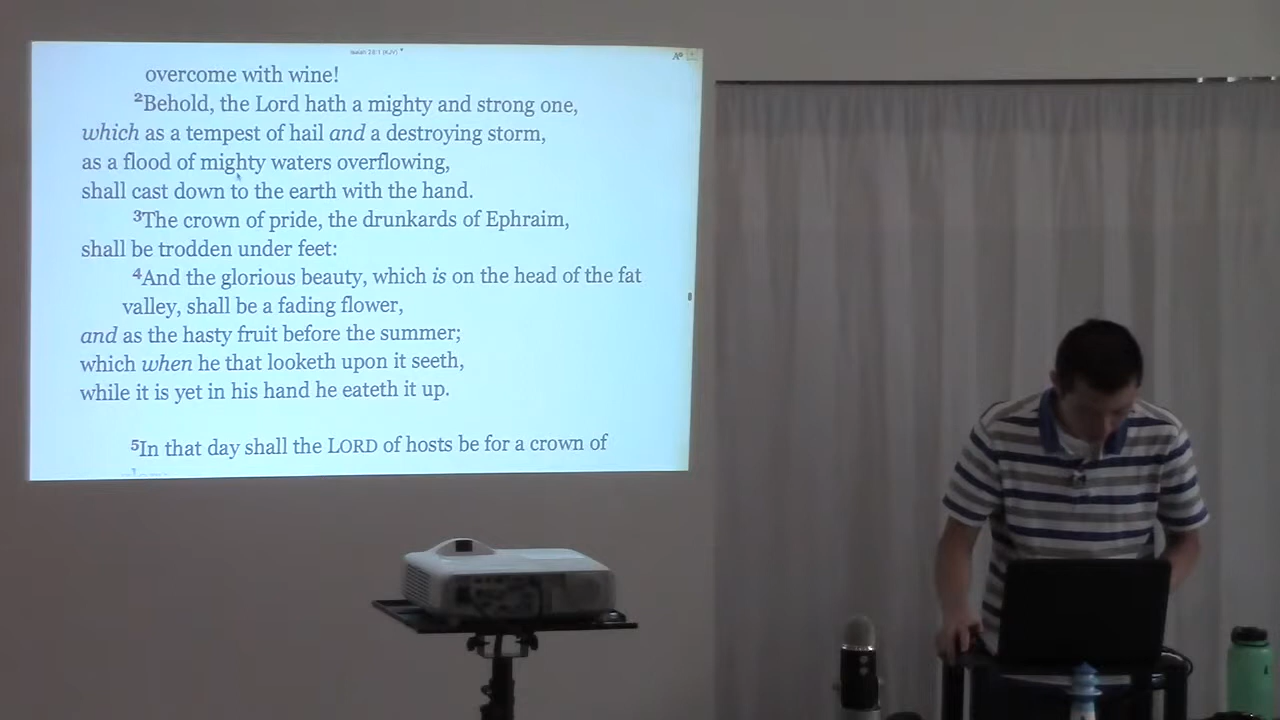 Isaiah 28:1 (KJV)
overcome with wine!
2Behold, the Lord hath a mighty and strong one,
which as a tempest of hail and a destroying storm,
as a flood of mighty waters overflowing,
shall cast down to the earth with the hand.
3The crown of pride, the drunkards of Ephraim,
shall be trodden under feet:
4And the glorious beauty, which is on the head of the fat
valley, shall be a fading flower,
and as the hasty fruit before the summer;
which when he that looketh upon it seeth,
while it is yet in his hand he eateth it up.
5In that day shall the LORD of hosts be for a crown of